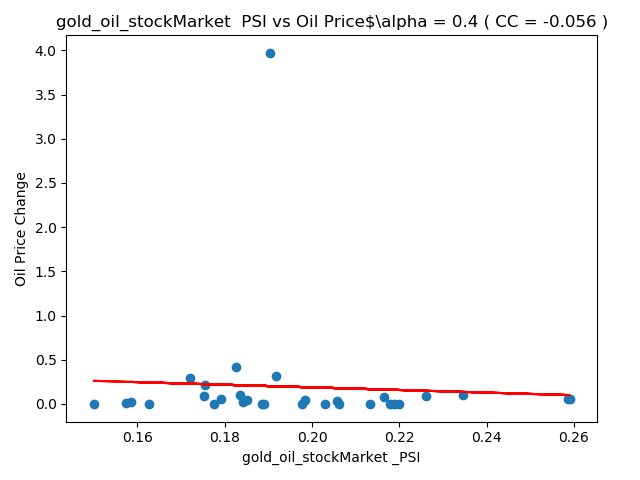 gold_oil_stockMarket  PSI vs Oil Price$\alpha = 0.4 ( CC = -0.056 )
4.0
3.5
3.0
2.5
2.0
1.5
1.0
0.5
0.0
Oil Price Change
0.16 0.18 0.20 0.22 0.24 0.26
gold_oil_stockMarket _PSI